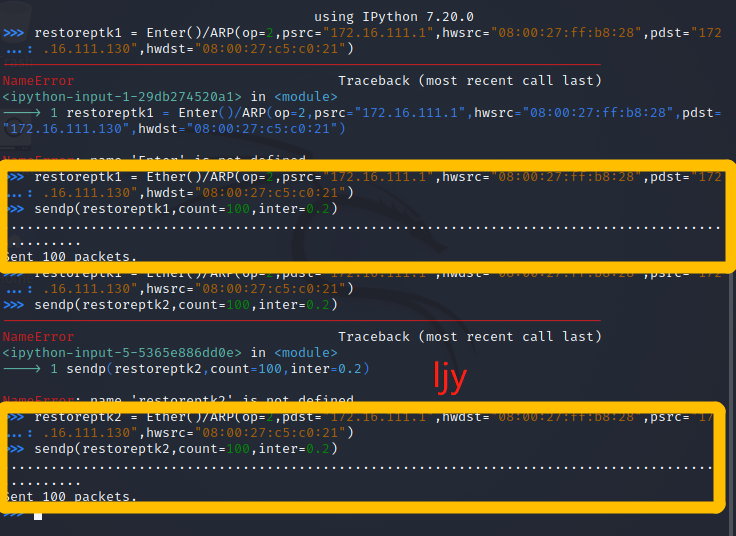 using IPython 7.20.0
>>> restoreptk1 = Enter()/ARP(op=2,psrc="172.16.111.1",hwsrc="08:00:27:ff:b8:28",pdst="172
...: .16.111.130",hwdst="08:00:27:c5:c0:21")
NameError Traceback (most recent call last)
<ipython-input-1-29db274520a1> in <module>
----> 1 restoreptk1 = Enter()/ARP(op=2,psrc="172.16.111.1",hwsrc="08:00:27:ff:b8:28",pdst=
"172.16.111.130",hwdst="08:00:27:c5:c0:21")
NameError: name 'Enter' is not defined
>>> restoreptk1 = Ether()/ARP(op=2,psrc="172.16.111.1",hwsrc="08:00:27:ff:b8:28",pdst="172
...: .16.111.130",hwdst="08:00:27:c5:c0:21")
>>> sendp(restoreptk1,count=100,inter=0.2)
..........................................................................................
.........
Sent 100 packets.
>>> restoreptk1 = Ether()/ARP(op=2,pdst="172.16.111.1",hwdst="08:00:27:ff:b8:28",psrc="172
...: .16.111.130",hwsrc="08:00:27:c5:c0:21")
>>> sendp(restoreptk2,count=100,inter=0.2)
NameError Traceback (most recent call last)
<ipython-input-5-5365e886dd0e> in <module>
----> 1 sendp(restoreptk2,count=100,inter=0.2)
ljy
NameError: name 'restoreptk2' is not defined
>>> restoreptk2 = Ether()/ARP(op=2,pdst="172.16.111.1",hwdst="08:00:27:ff:b8:28",psrc="17
...: .16.111.130",hwsrc="08:00:27:c5:c0:21")
>>> sendp(restoreptk2,count=100,inter=0.2)
.........................................................................................
.........
Sent 100 packets.
>>>